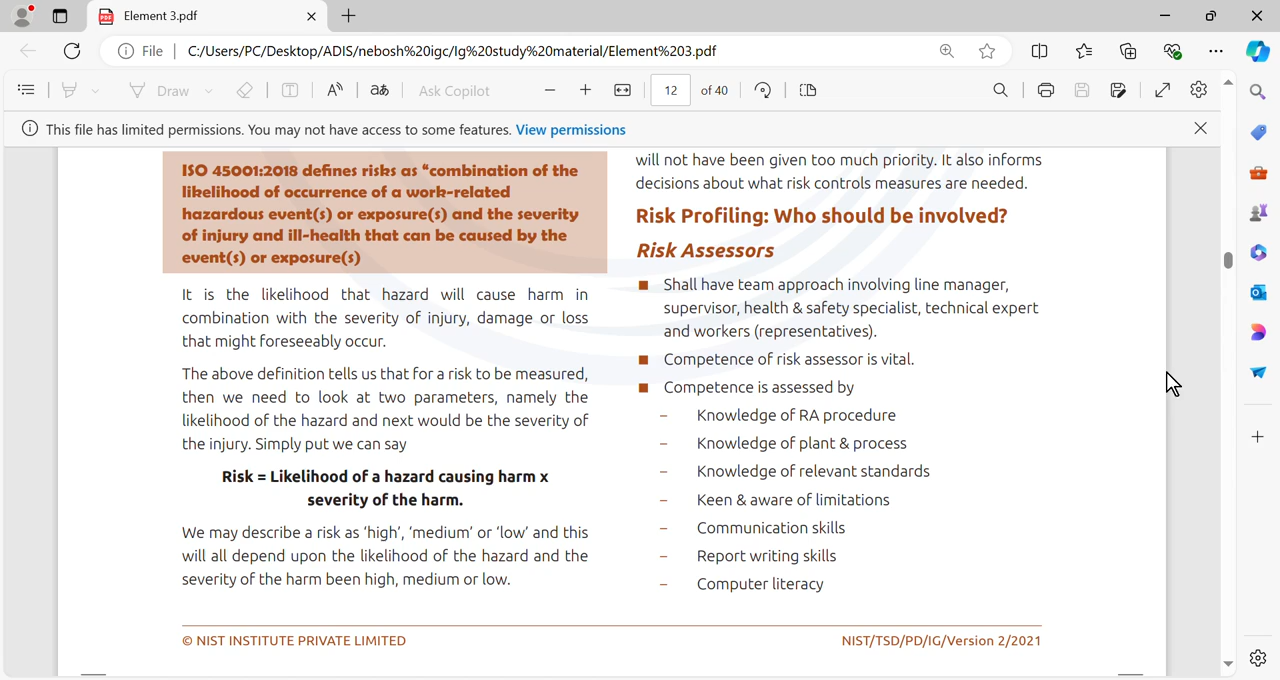 Element 3.pdf
File
C:/Users/PC/Desktop/ADIS/nebosh%20igc/Ig%20study%20material/Element%203.pdf
Draw
Ask Copilot
12
of 40
This file has limited permissions. You may not have access to some features. View permissions
ISO 45001:2018 defines risks as “combination of the
likelihood of occurrence of a work-related
hazardous event(s) or exposure(s) and the severity
of injury and ill-health that can be caused by the
event(s) or exposure(s)
It is the likelihood that hazard will cause harm in
combination with the severity of injury, damage or loss
that might foreseeably occur.
The above definition tells us that for a risk to be measured,
then we need to look at two parameters, namely the
likelihood of the hazard and next would be the severity of
the injury. Simply put we can say
Risk = Likelihood of a hazard causing harm x
severity of the harm.
We may describe a risk as ‘high’, ‘medium’ or ‘low’ and this
will all depend upon the likelihood of the hazard and the
severity of the harm been high, medium or low.
will not have been given too much priority. It also informs
decisions about what risk controls measures are needed.
Risk Profiling: Who should be involved?
Risk Assessors
■ Shall have team approach involving line manager,
supervisor, health & safety specialist, technical expert
and workers (representatives).
■ Competence of risk assessor is vital.
■ Competence is assessed by
– Knowledge of RA procedure
– Knowledge of plant & process
– Knowledge of relevant standards
– Keen & aware of limitations
– Communication skills
– Report writing skills
– Computer literacy
© NIST INSTITUTE PRIVATE LIMITED
NIST/TSD/PD/IG/Version 2/2021